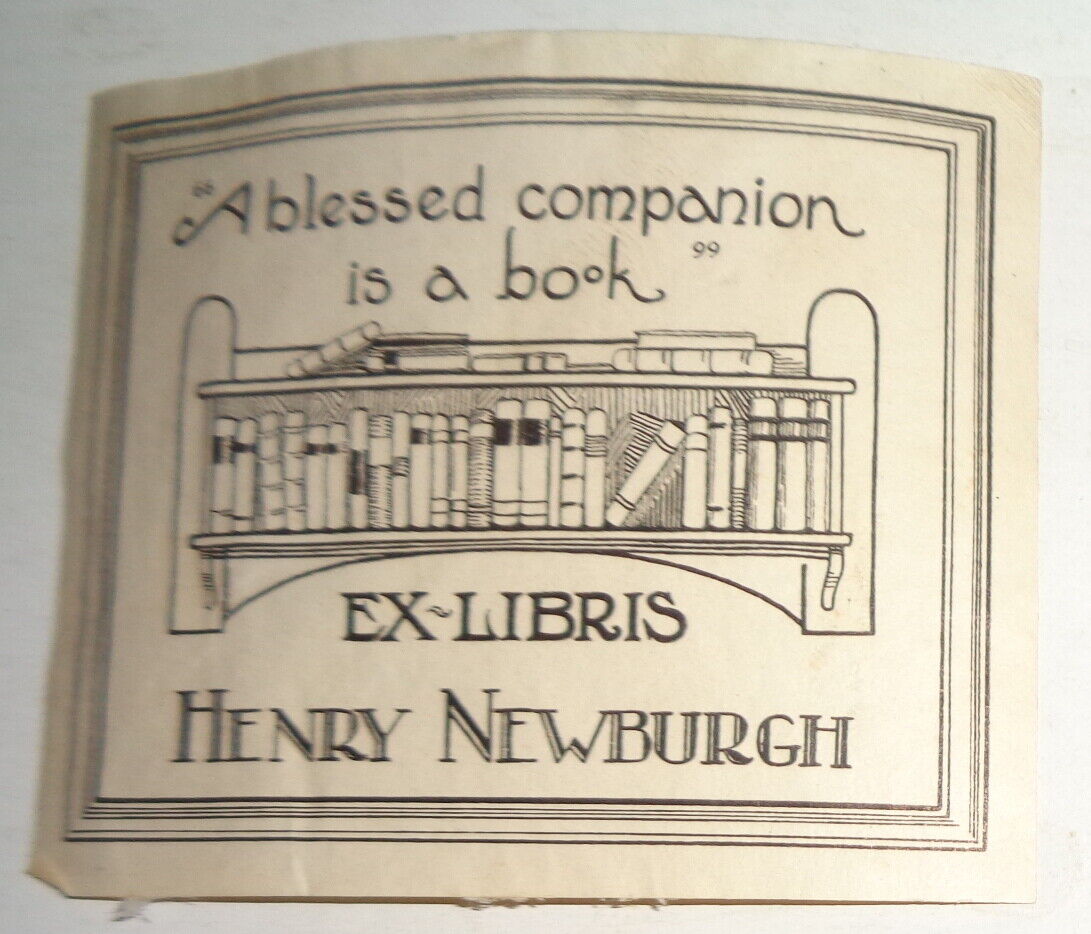 “A blessed companion
is a book”
EX~LIBRIS
HENRY NEWBURGH